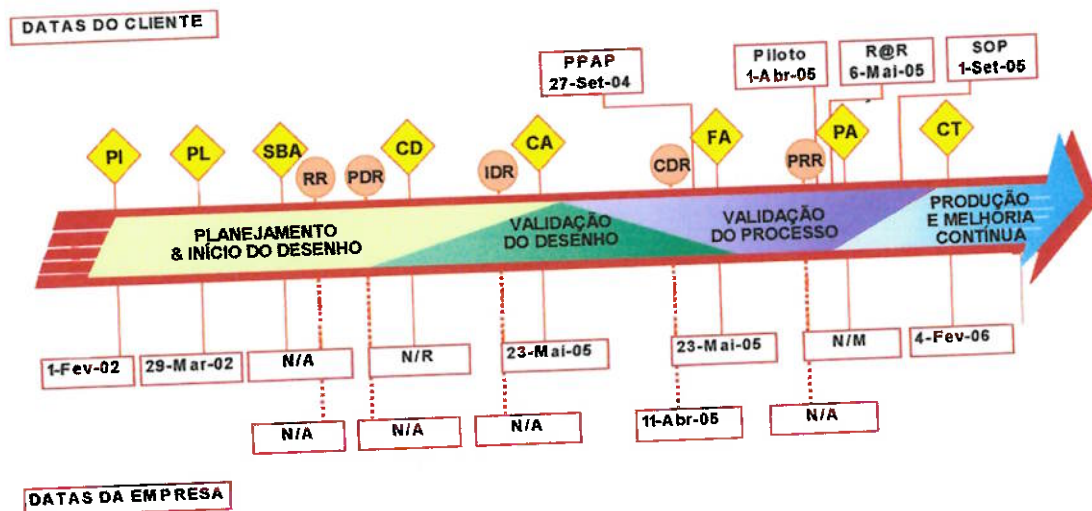 DATAS DO CLIENTE
PPAP
27-Set-04
Piloto
1-Abr-05
R@R
6-Mai-05
SOP
1-Set-05
PI
PL
SBA
RR
PDR
CD
IDR
CA
CDR
FA
PRR
PA
CT
PLANEJAMENTO
& INÍCIO DO DESENHO
VALIDAÇÃO
DO DESENHO
VALIDAÇÃO
DO PROCESSO
PRODUÇÃO
E MELHÓRIA
CONTÍNUA
1-Fev-02
29-Mar-02
N/A
N/R
23-Mai-05
23-Mai-05
N/M
4-Fev-06
N/A
N/A
N/A
11-Abr-05
N/A
DATAS DA EMPRESA